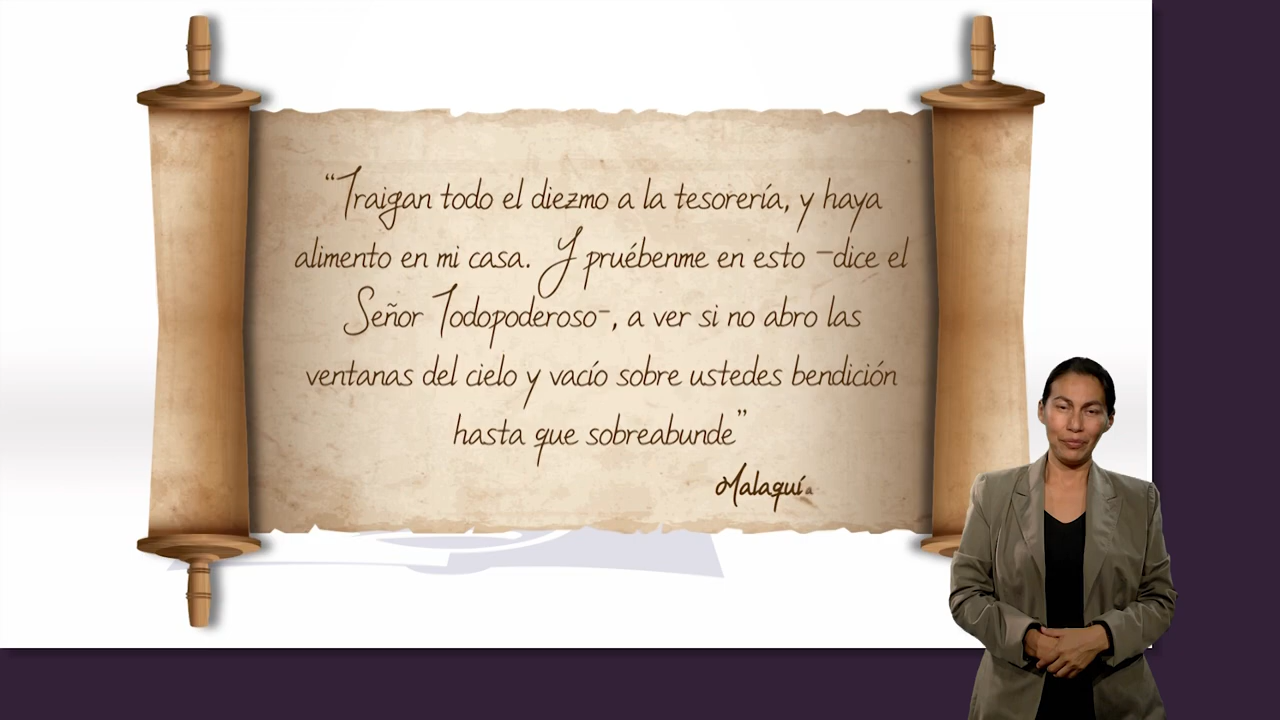 “Traigan todo el diezmo a la tesorería, y haya
alimento en mi casa. Y pruébenme en esto –dice el
Señor Todopoderoso–, a ver si no abro las
ventanas del cielo y vacío sobre ustedes bendición
hasta que sobreabunde”
Malaquía